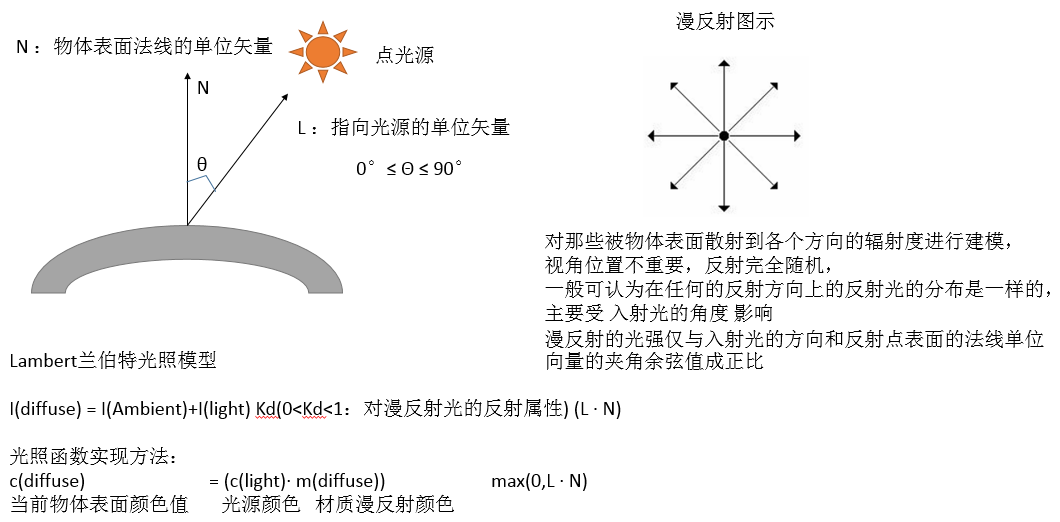 漫反射图示
N：物体表面法线的单位矢量
点光源
N
L：指向光源的单位矢量
θ
0°≤Θ≤90°
对那些被物体表面散射到各个方向的辐射度进行建模，
视角位置不重要，反射完全随机，
一般可认为在任何的反射方向上的反射光的分布是一样的，
主要受 入射光的角度 影响
漫反射的光强仅与入射光的方向和反射点表面的法线单位
向量的夹角余弦值成正比
Lambert兰伯特光照模型
I(diffuse) = I(Ambient)+I(light) Kd(0<Kd<1：对漫反射光的反射属性) (L · N)
光照函数实现方法：
c(diffuse) = (c(light)· m(diffuse)) max(0,L · N)
当前物体表面颜色值 光源颜色 材质漫反射颜色